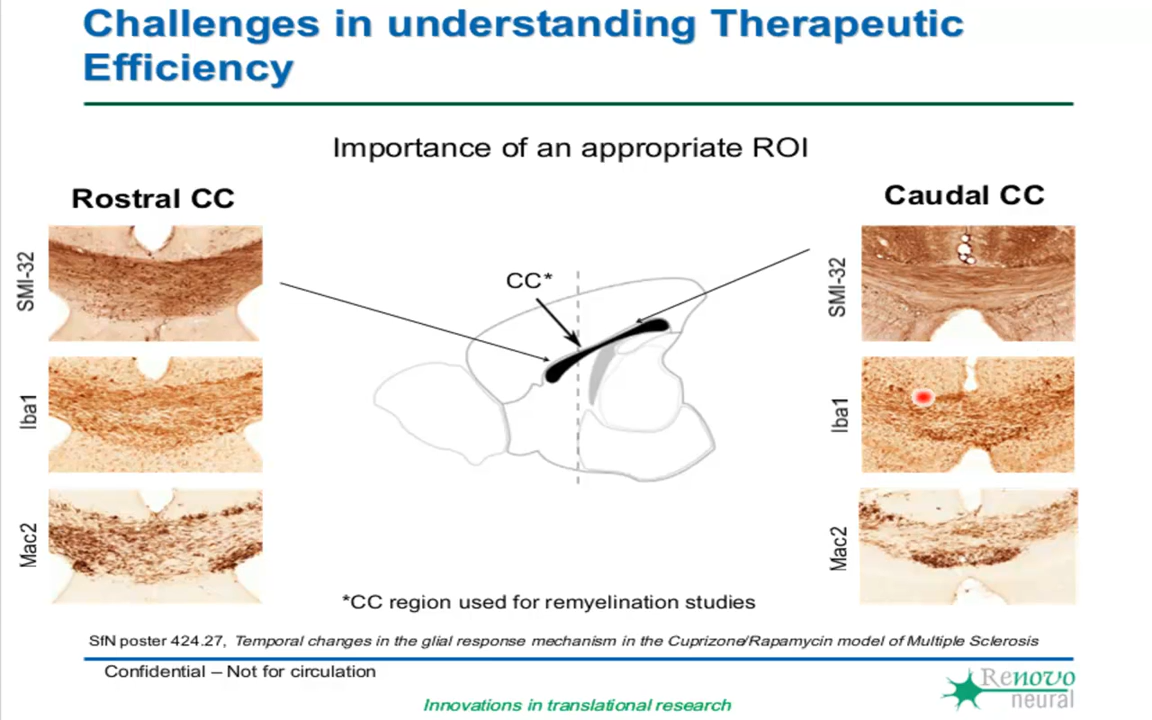 Challenges in understanding Therapeutic
Efficiency
Importance of an appropriate ROI
Rostral CC
Caudal CC
SMI-32
Iba1
Mac2
CC*
SMI-32
Iba1
Mac2
*CC region used for remyelination studies
SfN poster 424.27, Temporal changes in the glial response mechanism in the Cuprizone/Rapamycin model of Multiple Sclerosis
Confidential – Not for circulation
Innovations in translational research
Renovo
neural